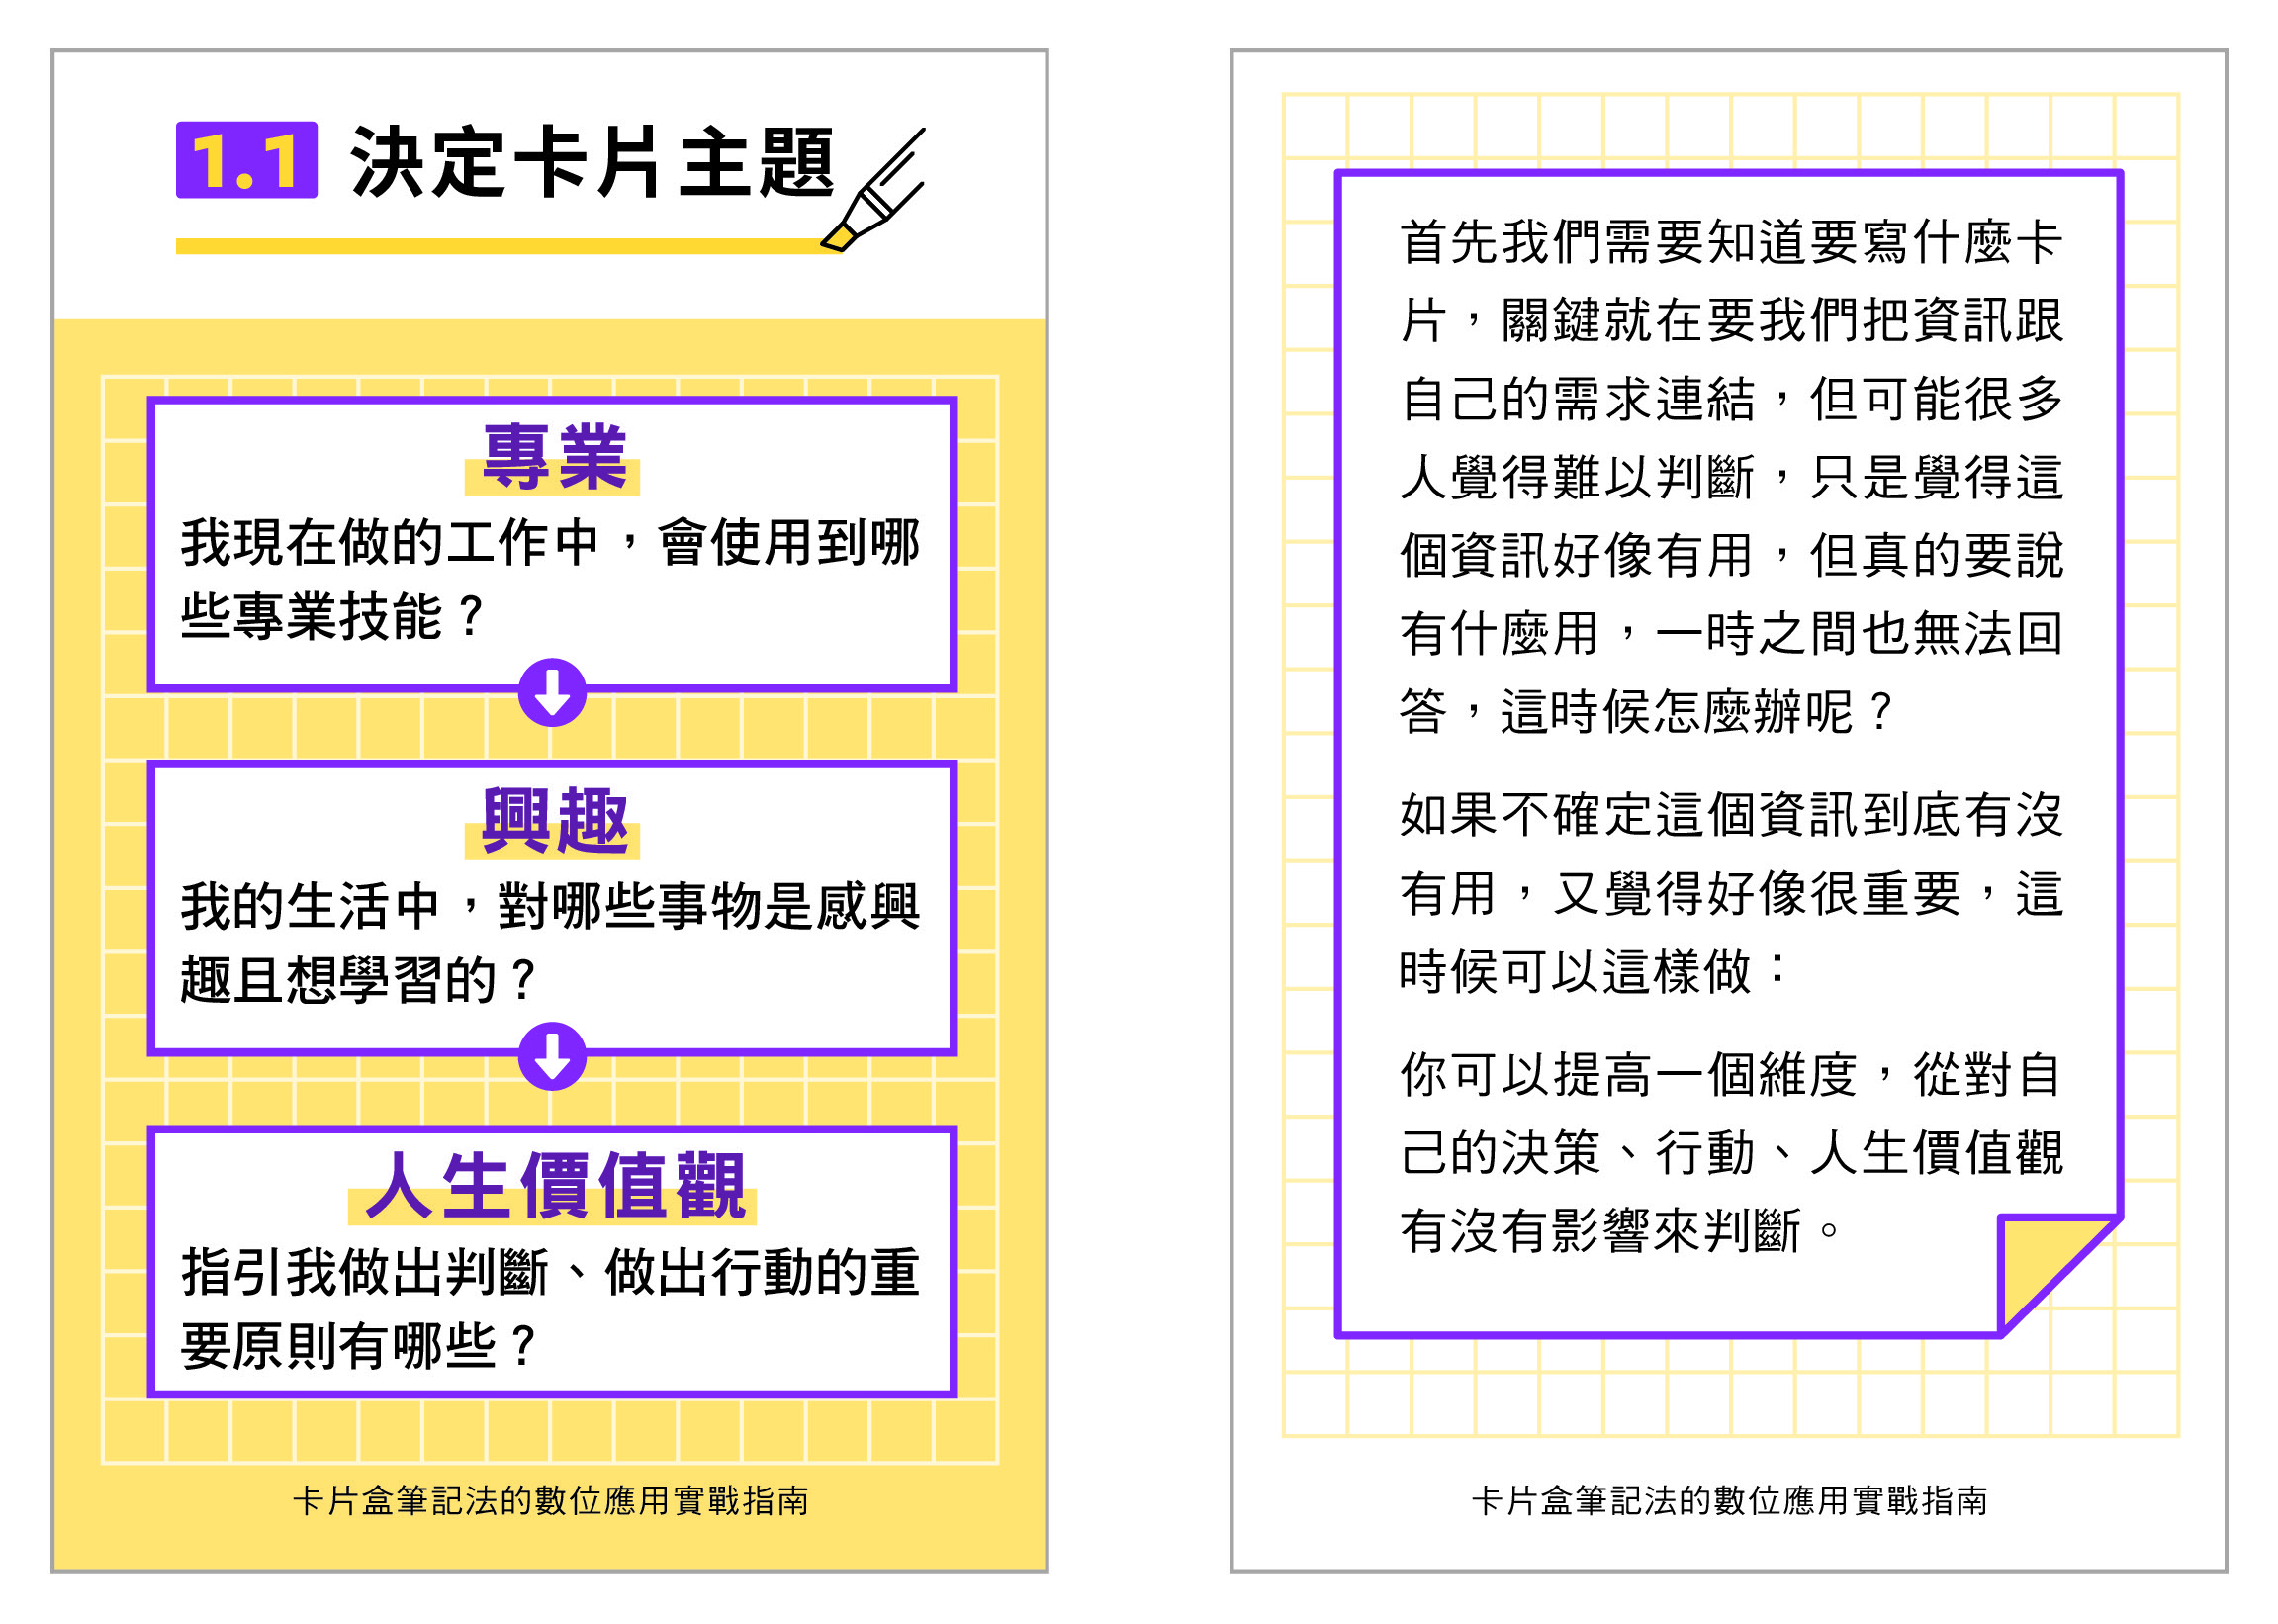 1.1 決定卡片主題
專業
我現在做的工作中，會使用到哪
些專業技能？
興趣
我的生活中，對哪些事物是感興
趣且想學習的？
人生價值觀
指引我做出判斷、做出行動的重
要原則有哪些？
卡片盒筆記法的數位應用實戰指南
首先我們需要知道要寫什麼卡
片，關鍵就在要我們把資訊跟
自己的需求連結，但可能很多
人覺得難以判斷，只是覺得這
個資訊好像有用，但真的要說
有什麼用，一時之間也無法回
答，這時候怎麼辦呢？
如果不確定這個資訊到底有沒
有用，又覺得好像很重要，這
時候可以這樣做：
你可以提高一個維度，從對自
己的決策、行動、人生價值觀
有沒有影響來判斷。
卡片盒筆記法的數位應用實戰指南